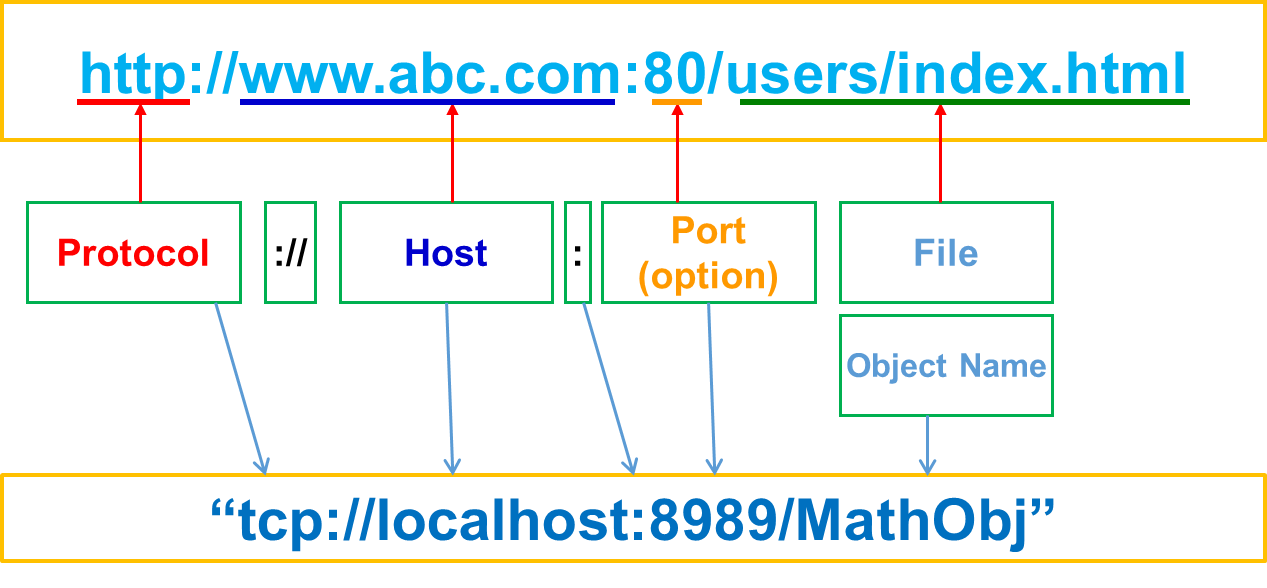 http://www.abc.com:80/users/index.html
Protocol
://
Host
:
Port
(option)
File
Object Name
“tcp://localhost:8989/MathObj”